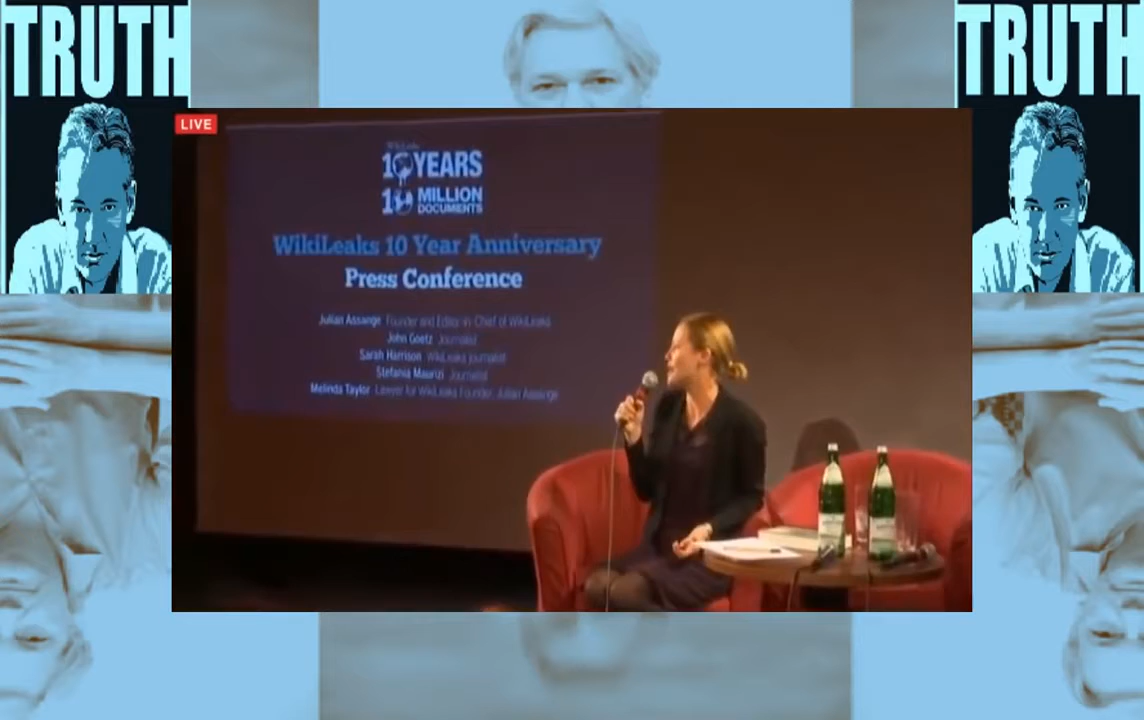 TRUTH
TRUTH
LIVE
WikiLeaks
10 YEARS
10 MILLION
DOCUMENTS
WikiLeaks 10 Year Anniversary
Press Conference
Julian Assange Founder and Editor-in-Chief of WikiLeaks
John Goetz Journalist
Sarah Harrison WikiLeaks journalist
Stefania Maurizi Journalist
Melinda Taylor Lawyer for WikiLeaks Founder, Julian Assange